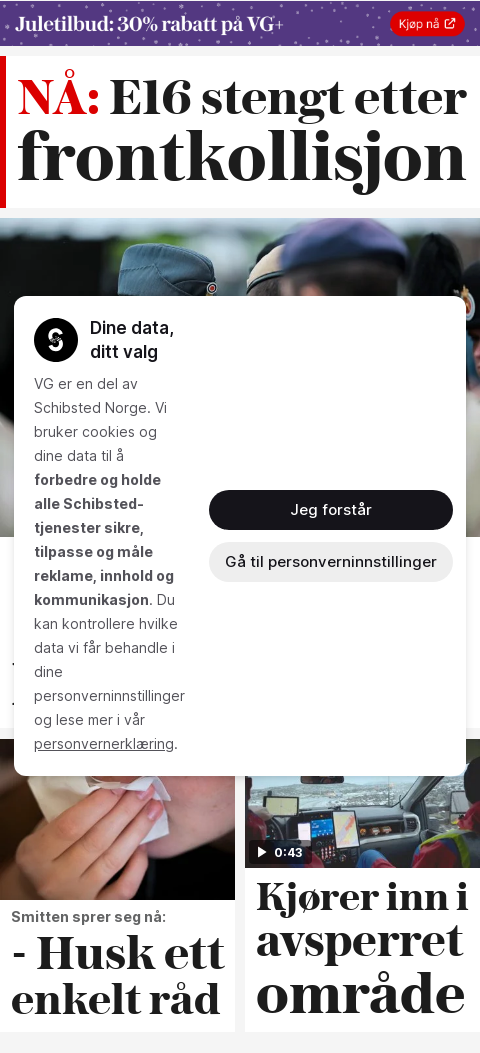 Juletilbud: 30% rabatt på VG+
Kjøp nå
NÅ: E16 stengt etter
frontkollisjon
Dine data,
ditt valg
VG er en del av
Schibsted Norge. Vi
bruker cookies og
dine data til å
forbedre og holde
alle Schibsted-
tjenester sikre,
tilpasse og måle
reklame, innhold og
kommunikasjon. Du
kan kontrollere hvilke
data vi får behandle i
dine
personverninnstillinger
og lese mer i vår
personvernerklæring.
Jeg forstår
Gå til personverninnstillinger
Smitten sprer seg nå:
- Husk ett
enkelt råd
0:43
Kjører inn i
avsperret
område